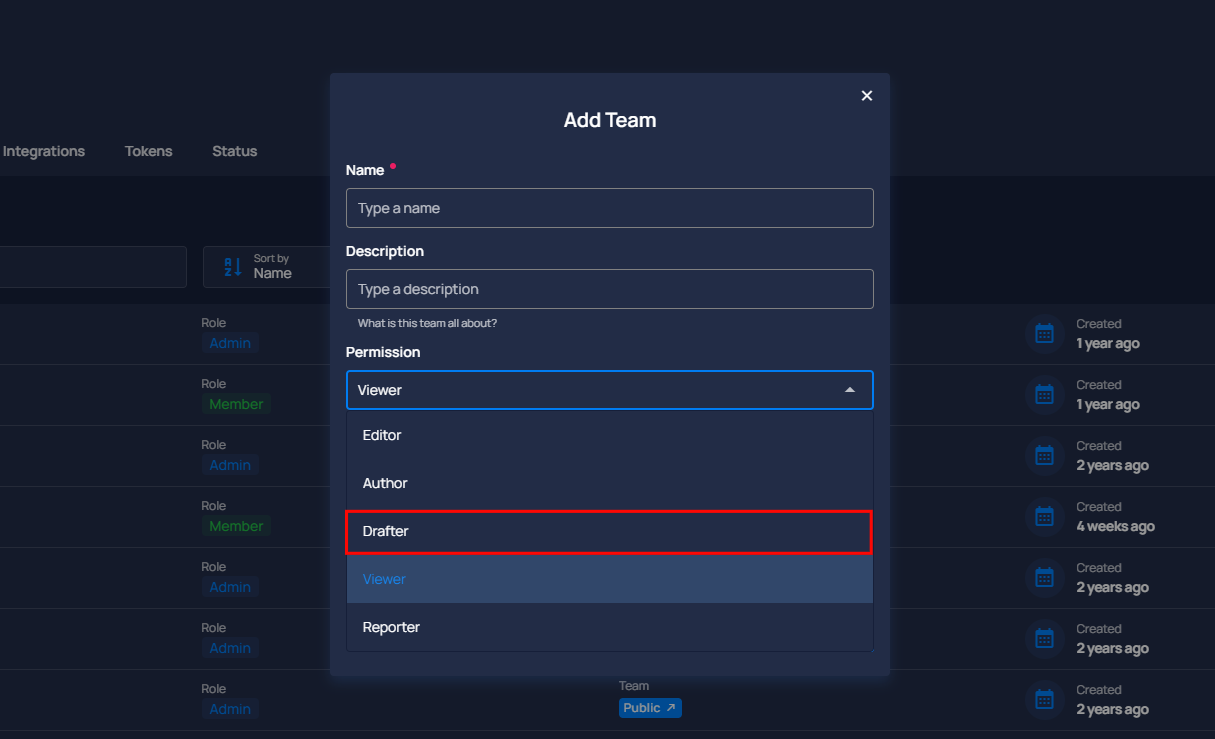 Add Team
Integrations Tokens Status
Name
Type a name
Description
Sort by
Name
Type a description
What is this team all about?
Role
Admin
Created
1 year ago
Permission
Viewer
Role
Member
Created
1 year ago
Editor
Role
Admin
Created
2 years ago
Author
Role
Member
Created
4 weeks ago
Drafter
Role
Admin
Created
2 years ago
Viewer
Role
Admin
Created
2 years ago
Reporter
Role
Admin
Team
Public
Created
2 years ago